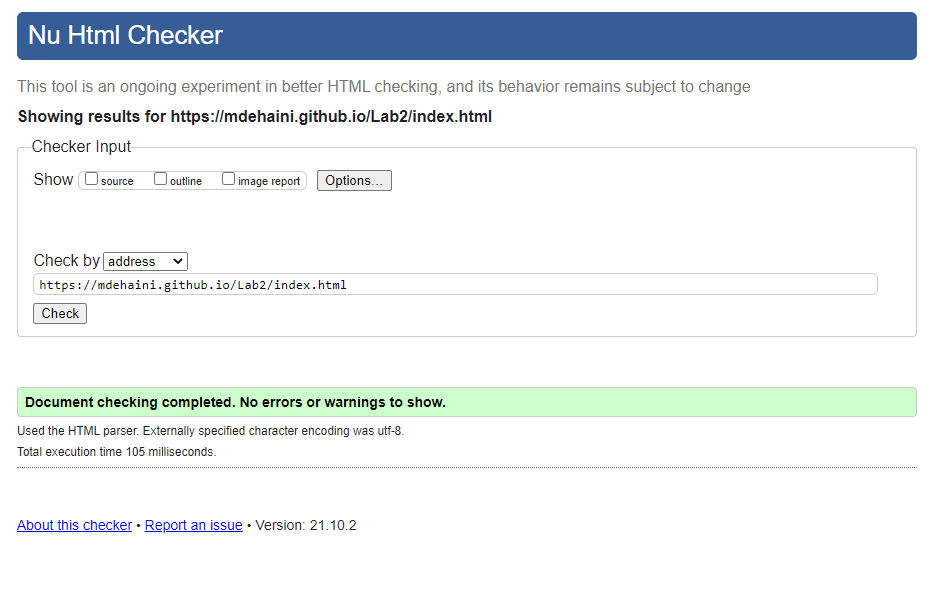 Nu Html Checker
This tool is an ongoing experiment in better HTML checking, and its behavior remains subject to change
Showing results for https://mdehaini.github.io/Lab2/index.html
Checker Input
Show source outline image report Options...
Check by address
https://mdehaini.github.io/Lab2/index.html
Check
Document checking completed. No errors or warnings to show.
Used the HTML parser. Externally specified character encoding was utf-8.
Total execution time 105 milliseconds.
About this checker • Report an issue • Version: 21.10.2